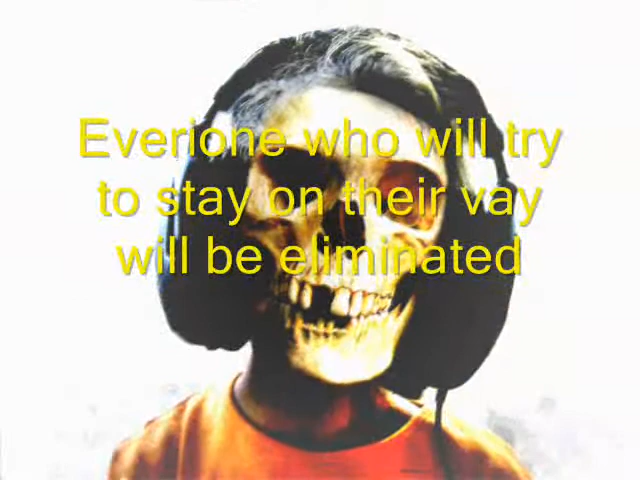 Everione who will try
to stay on their vay
will be eliminated